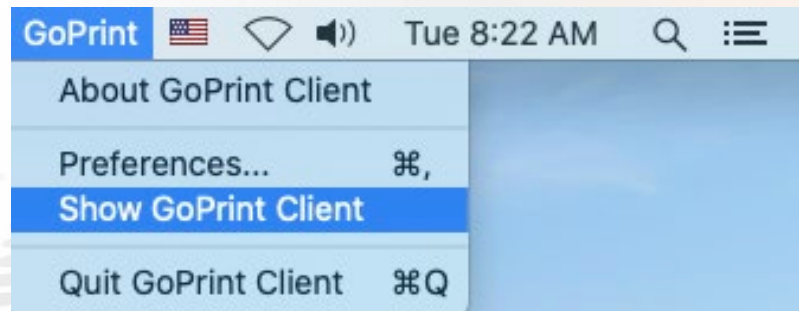 GoPrint Tue 8:22 AM
About GoPrint Client
Preferences... ⌘,
Show GoPrint Client
Quit GoPrint Client ⌘Q